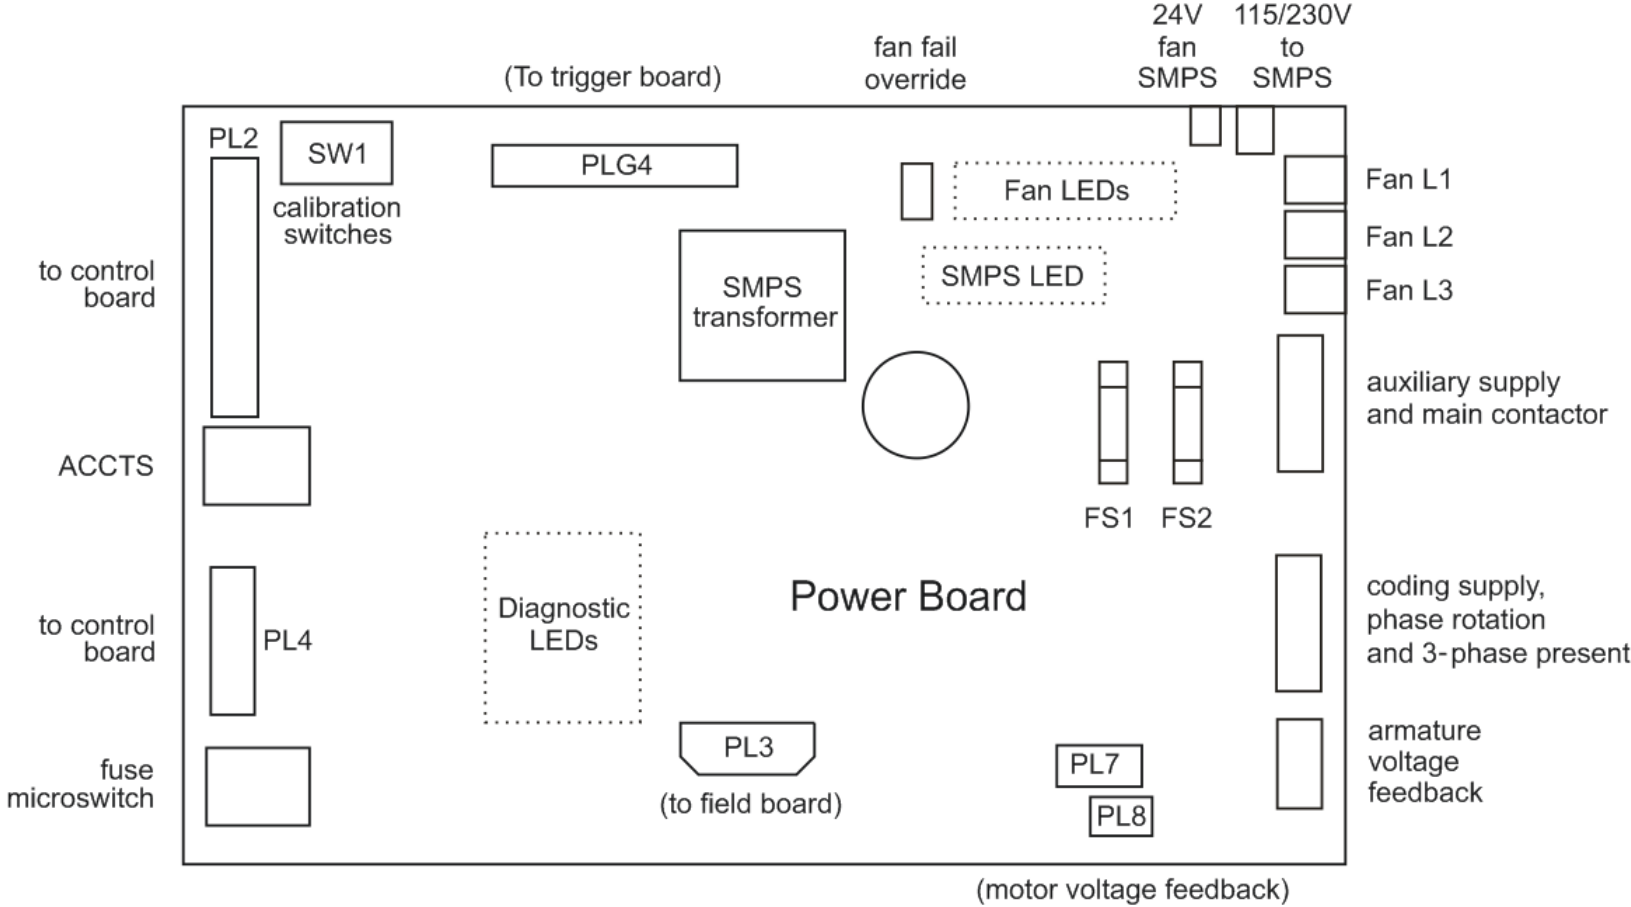 24V
fan
SMPS
115/230V
to
SMPS
fan fail
override
(To trigger board)
PL2
SW1
calibration
switches
PLG4
Fan LEDs
SMPS LED
SMPS
transformer
Fan L1
Fan L2
Fan L3
to control
board
auxiliary supply
and main contactor
ACCTS
FS1
FS2
Diagnostic
LEDs
Power Board
coding supply,
phase rotation
and 3-phase present
to control
board
PL4
PL3
(to field board)
PL7
PL8
armature
voltage
feedback
fuse
microswitch
(motor voltage feedback)